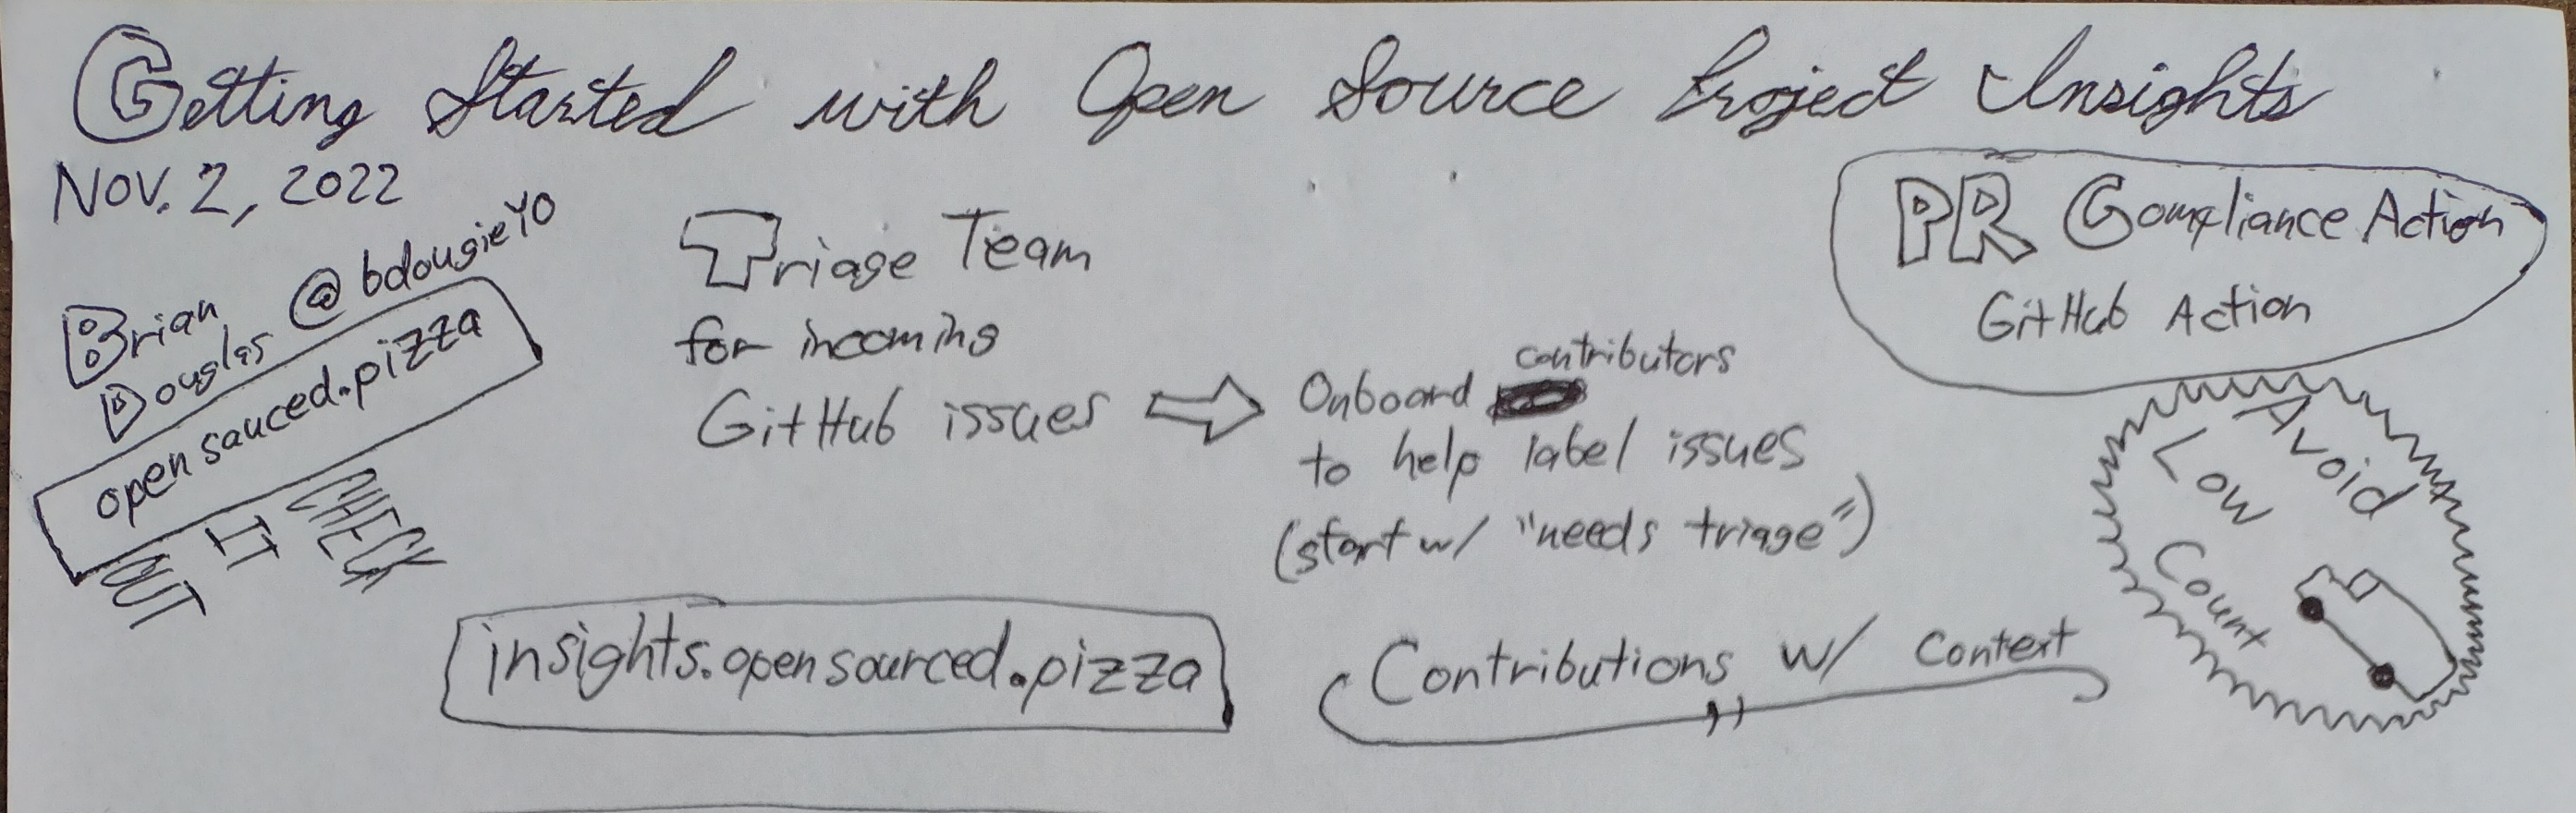 Getting Started with Open Source Project Insights
Nov. 2, 2022
Brian
Douglas @bdougieYO
opensauced.pizza
CHECK
IT
OUT
Triage Team
for incoming
GitHub issues
Onboard contributors
to help label issues
(start w/ "needs triage")
PR Compliance Action
GitHub Action
Avoid
Low
Count
insights.opensourced.pizza
Contributions w/ context